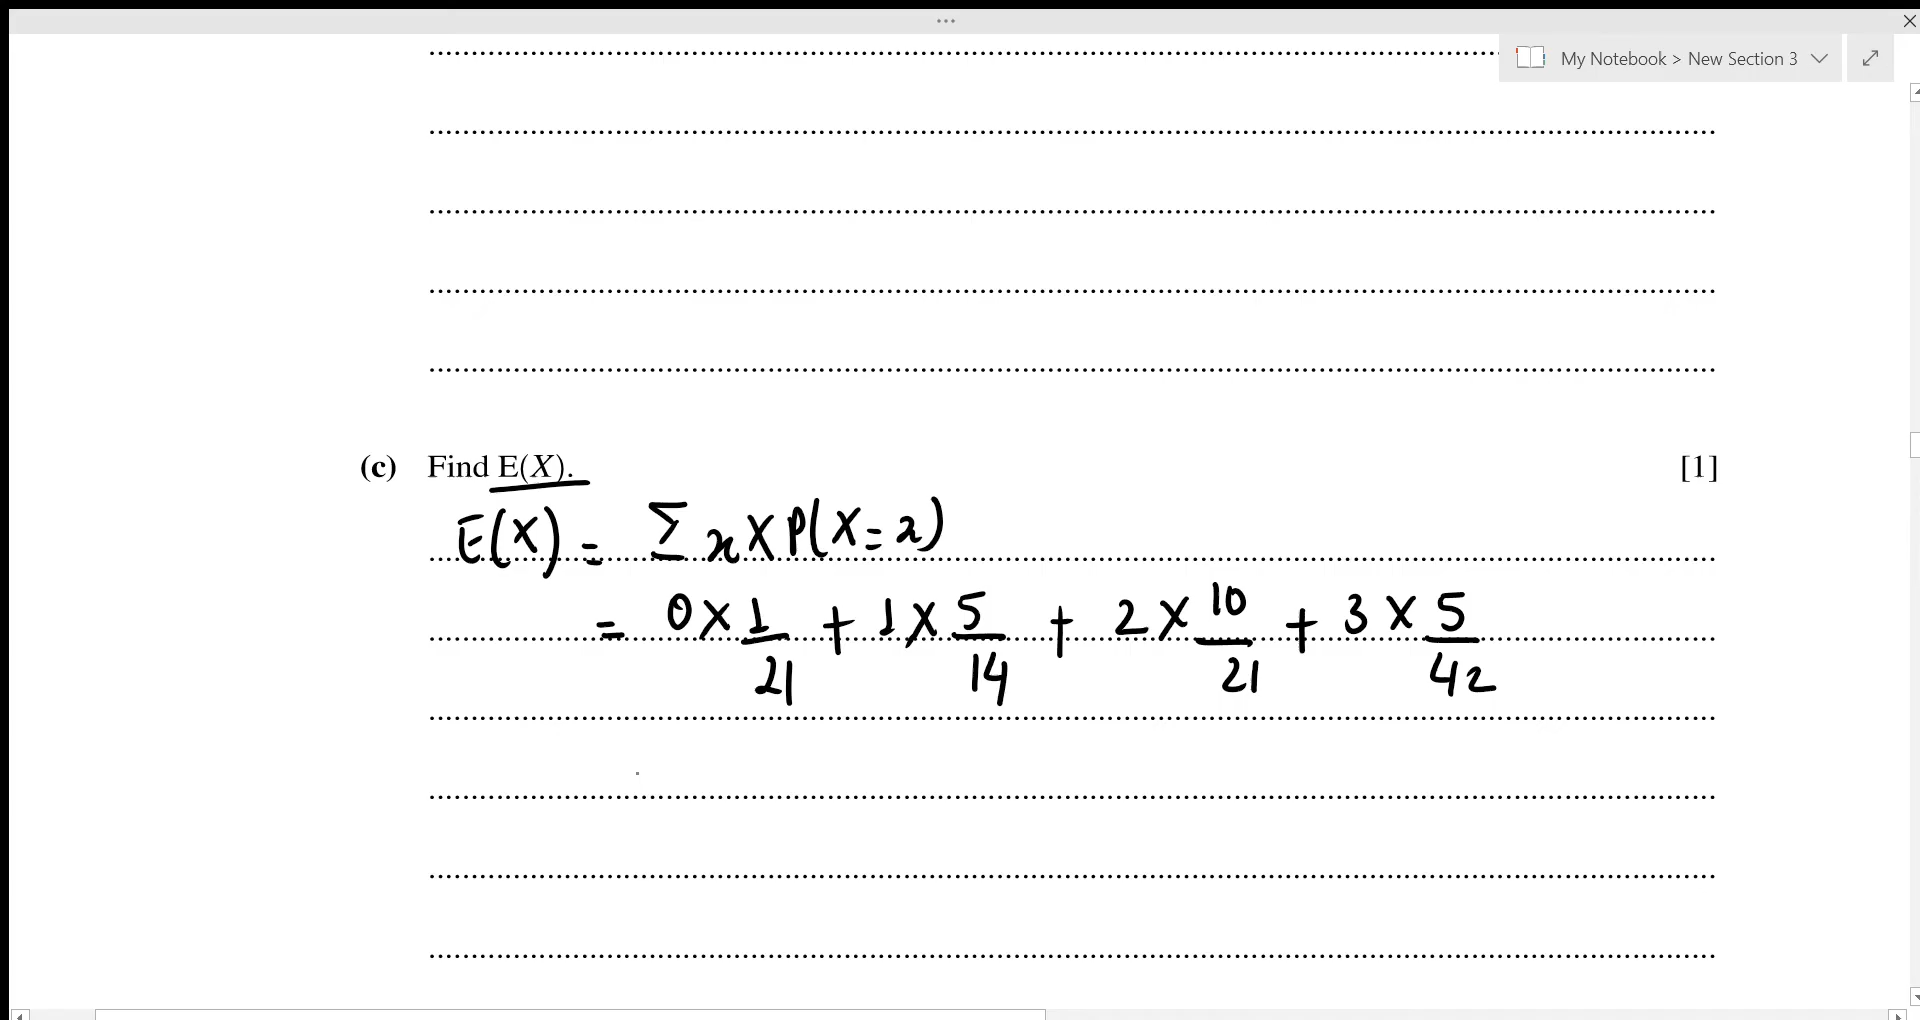 My Notebook > New Section 3
(c) Find E(X). [1]
E(X) = Σ x × P(X = x)
= 0 × 1/21 + 1 × 5/14 + 2 × 10/21 + 3 × 5/42